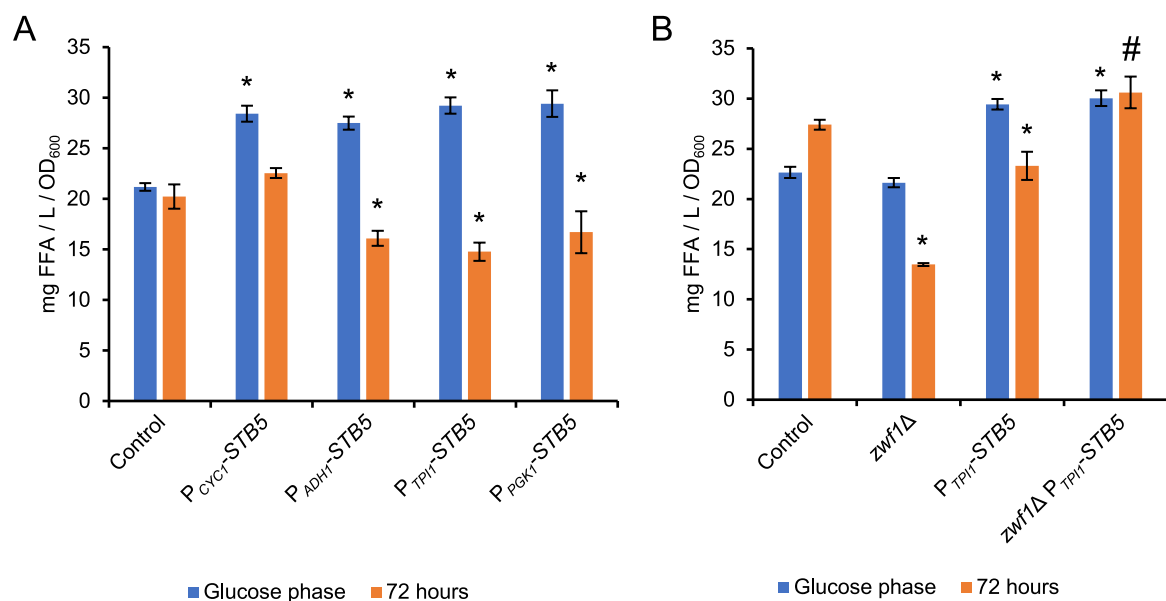 A
mg FFA / L / OD600
35
30
25
20
15
10
5
0
*
*
*
*
*
*
*
Control
P CYC1-STB5
P ADH1-STB5
P TPI1-STB5
P PGK1-STB5
Glucose phase
72 hours
B
mg FFA / L / OD600
35
30
25
20
15
10
5
0
*
*
*
*
#
Control
zwf1Δ
P TPI1-STB5
zwf1Δ P TPI1-STB5
Glucose phase
72 hours